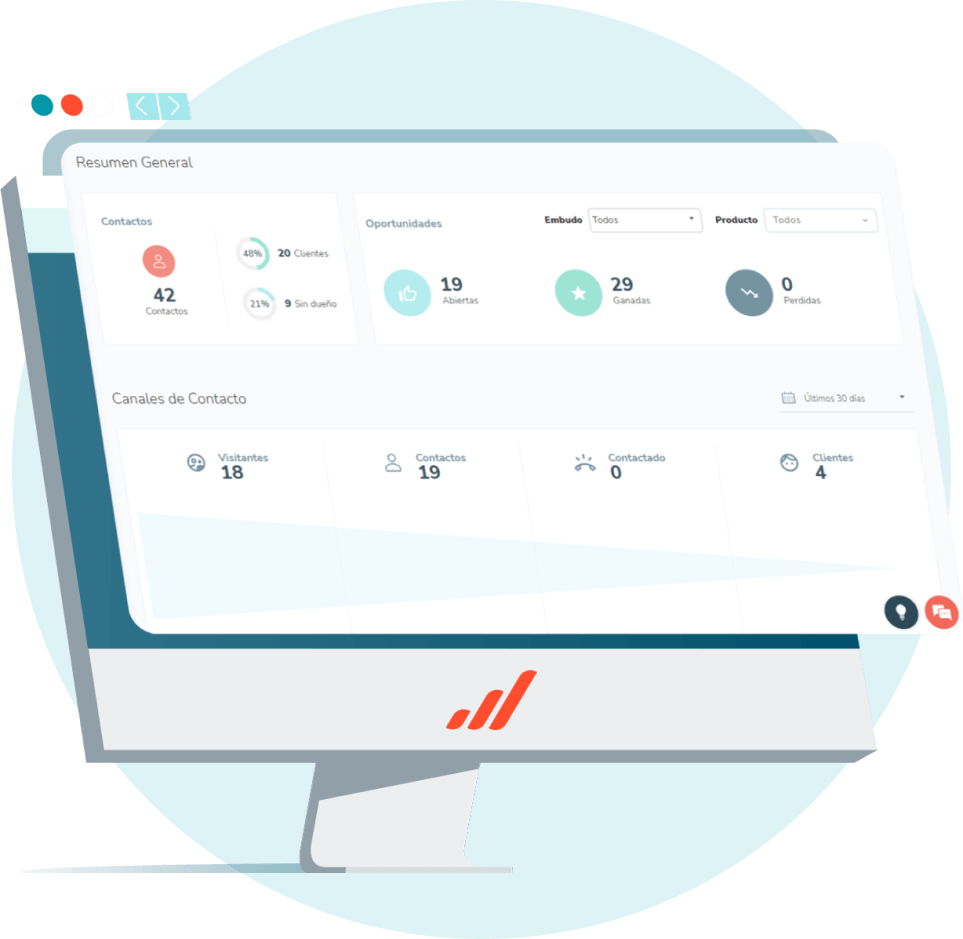 Resumen General
Contactos
42
Contactos
48% 20 Clientes
21% 9 Sin dueño
Oportunidades
Embudo Todos
Producto Todos
19
Abiertas
29
Ganadas
0
Perdidas
Canales de Contacto
Últimos 30 días
Visitantes
18
Contactos
19
Contactado
0
Clientes
4